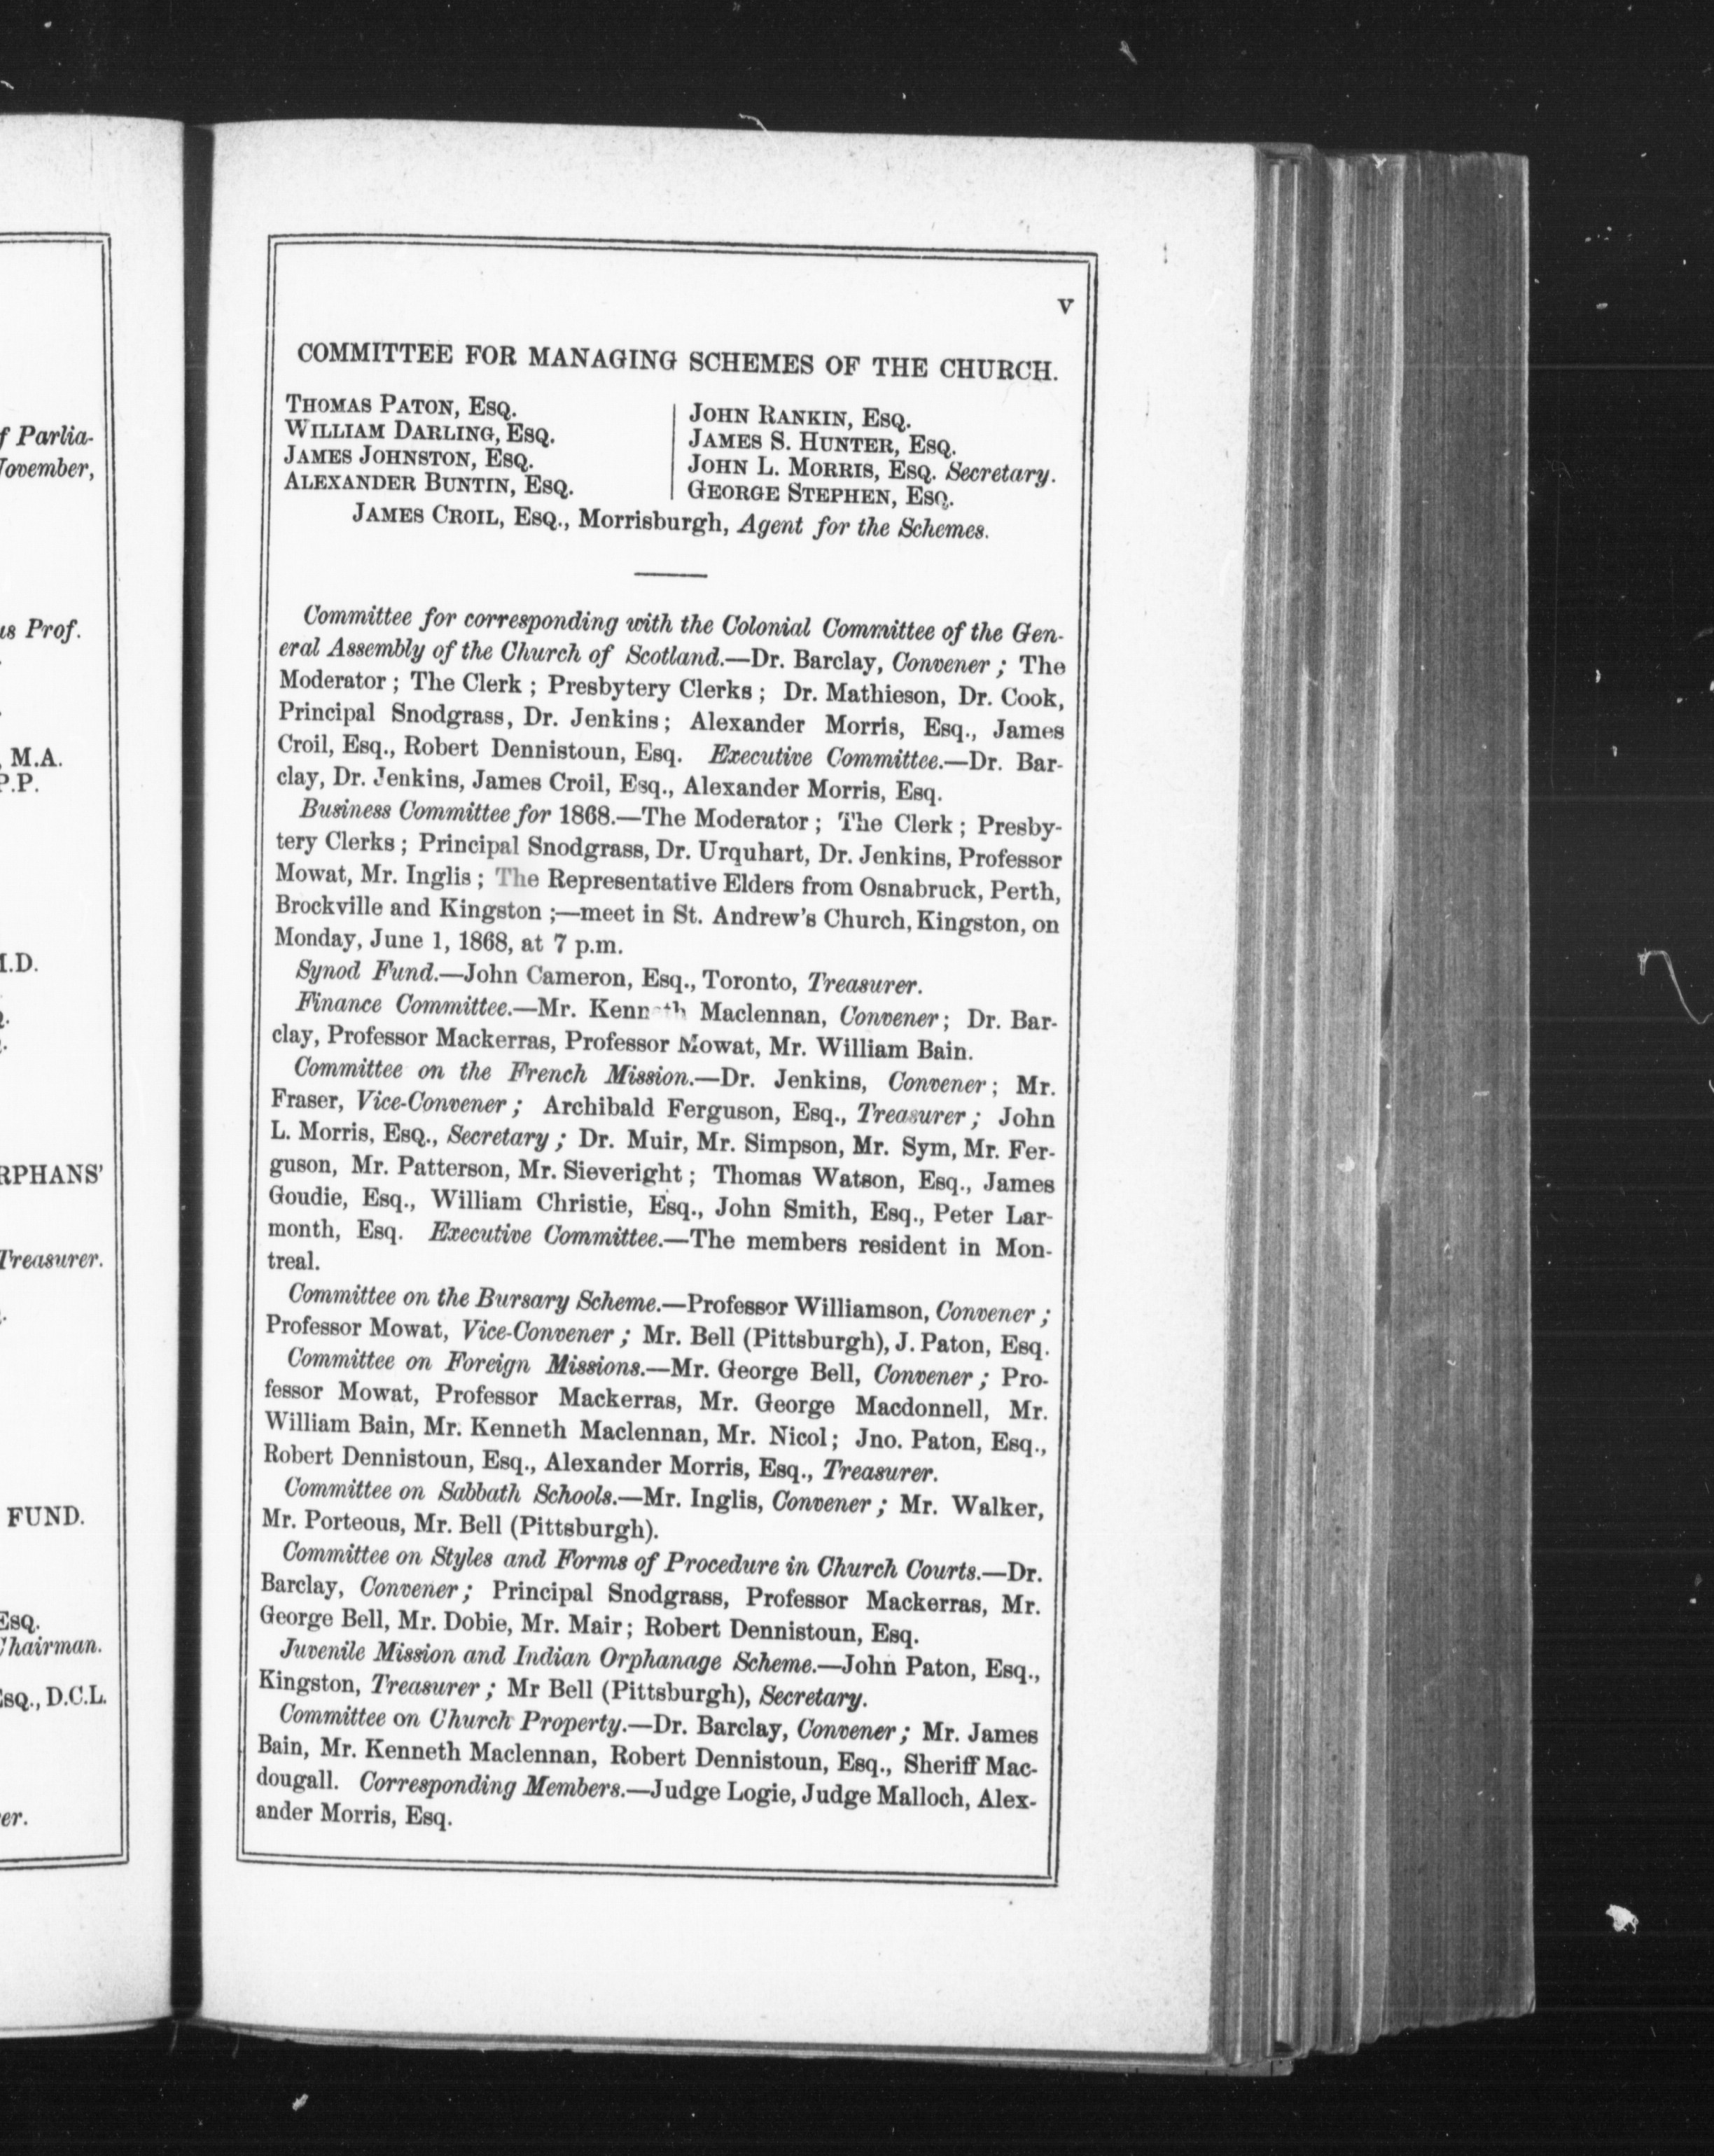 f Parlia-
November,
us Prof.
, M.A.
P.P.
M.D.
RPHANS'
Treasurer.
FUND.
Esq.
Chairman.
Esq., D.C.L.
er.
v
COMMITTEE FOR MANAGING SCHEMES OF THE CHURCH.
Thomas Paton, Esq.
William Darling, Esq.
James Johnston, Esq.
Alexander Buntin, Esq.
John Rankin, Esq.
James S. Hunter, Esq.
John L. Morris, Esq. Secretary.
George Stephen, Esq.
James Croil, Esq., Morrisburgh, Agent for the Schemes.
Committee for corresponding with the Colonial Committee of the Gen-
eral Assembly of the Church of Scotland.—Dr. Barclay, Convener; The
Moderator; The Clerk; Presbytery Clerks; Dr. Mathieson, Dr. Cook,
Principal Snodgrass, Dr. Jenkins; Alexander Morris, Esq., James
Croil, Esq., Robert Dennistoun, Esq. Executive Committee.—Dr. Bar-
clay, Dr. Jenkins, James Croil, Esq., Alexander Morris, Esq.
Business Committee for 1868.—The Moderator; The Clerk; Presby-
tery Clerks; Principal Snodgrass, Dr. Urquhart, Dr. Jenkins, Professor
Mowat, Mr. Inglis; The Representative Elders from Osnabruck, Perth,
Brockville and Kingston;—meet in St. Andrew's Church, Kingston, on
Monday, June 1, 1868, at 7 p.m.
Synod Fund.—John Cameron, Esq., Toronto, Treasurer.
Finance Committee.—Mr. Kenneth Maclennan, Convener; Dr. Bar-
clay, Professor Mackerras, Professor Mowat, Mr. William Bain.
Committee on the French Mission.—Dr. Jenkins, Convener; Mr.
Fraser, Vice-Convener; Archibald Ferguson, Esq., Treasurer; John
L. Morris, Esq., Secretary; Dr. Muir, Mr. Simpson, Mr. Sym, Mr. Fer-
guson, Mr. Patterson, Mr. Sieveright; Thomas Watson, Esq., James
Goudie, Esq., William Christie, Esq., John Smith, Esq., Peter Lar-
month, Esq. Executive Committee.—The members resident in Mon-
treal.
Committee on the Bursary Scheme.—Professor Williamson, Convener;
Professor Mowat, Vice-Convener; Mr. Bell (Pittsburgh), J. Paton, Esq.
Committee on Foreign Missions.—Mr. George Bell, Convener; Pro-
fessor Mowat, Professor Mackerras, Mr. George Macdonnell, Mr.
William Bain, Mr. Kenneth Maclennan, Mr. Nicol; Jno. Paton, Esq.,
Robert Dennistoun, Esq., Alexander Morris, Esq., Treasurer.
Committee on Sabbath Schools.—Mr. Inglis, Convener; Mr. Walker,
Mr. Porteous, Mr. Bell (Pittsburgh).
Committee on Styles and Forms of Procedure in Church Courts.—Dr.
Barclay, Convener; Principal Snodgrass, Professor Mackerras, Mr.
George Bell, Mr. Dobie, Mr. Mair; Robert Dennistoun, Esq.
Juvenile Mission and Indian Orphanage Scheme.—John Paton, Esq.,
Kingston, Treasurer; Mr Bell (Pittsburgh), Secretary.
Committee on Church Property.—Dr. Barclay, Convener; Mr. James
Bain, Mr. Kenneth Maclennan, Robert Dennistoun, Esq., Sheriff Mac-
dougall. Corresponding Members.—Judge Logie, Judge Malloch, Alex-
ander Morris, Esq.